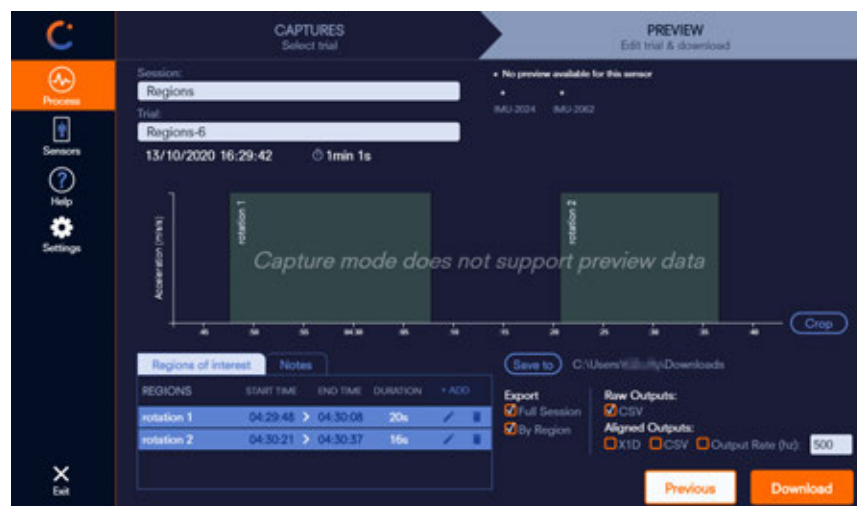 CAPTURES
Select trial
PREVIEW
Edit trial & download
Process
Sensors
Help
Settings
Exit
Session:
Regions
Trial:
Regions-6
13/10/2020 16:29:42 1min 1s
• No preview available for this sensor
IMU-2024 IMU-2062
Acceleration (m/s/s)
rotation 1
rotation 2
Capture mode does not support preview data
45 50 55 04:30 05 10 15 20 25 30 35 40
Crop
Regions of interest Notes
REGIONS START TIME END TIME DURATION + ADD
rotation 1 04:29:48 > 04:30:08 20s
rotation 2 04:30:21 > 04:30:37 16s
Save to C:\Users\ \Downloads
Export
Full Session
By Region
Raw Outputs:
CSV
Aligned Outputs:
X1D CSV Output Rate (hz): 500
Previous Download